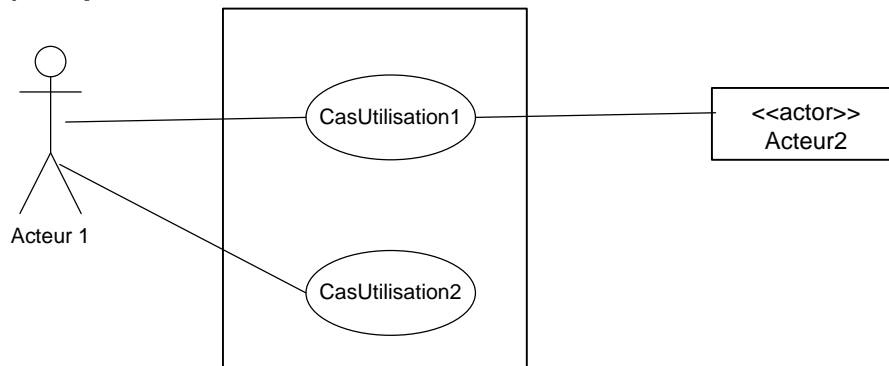 CasUtilisation1
<<actor>>
Acteur2
Acteur 1
CasUtilisation2